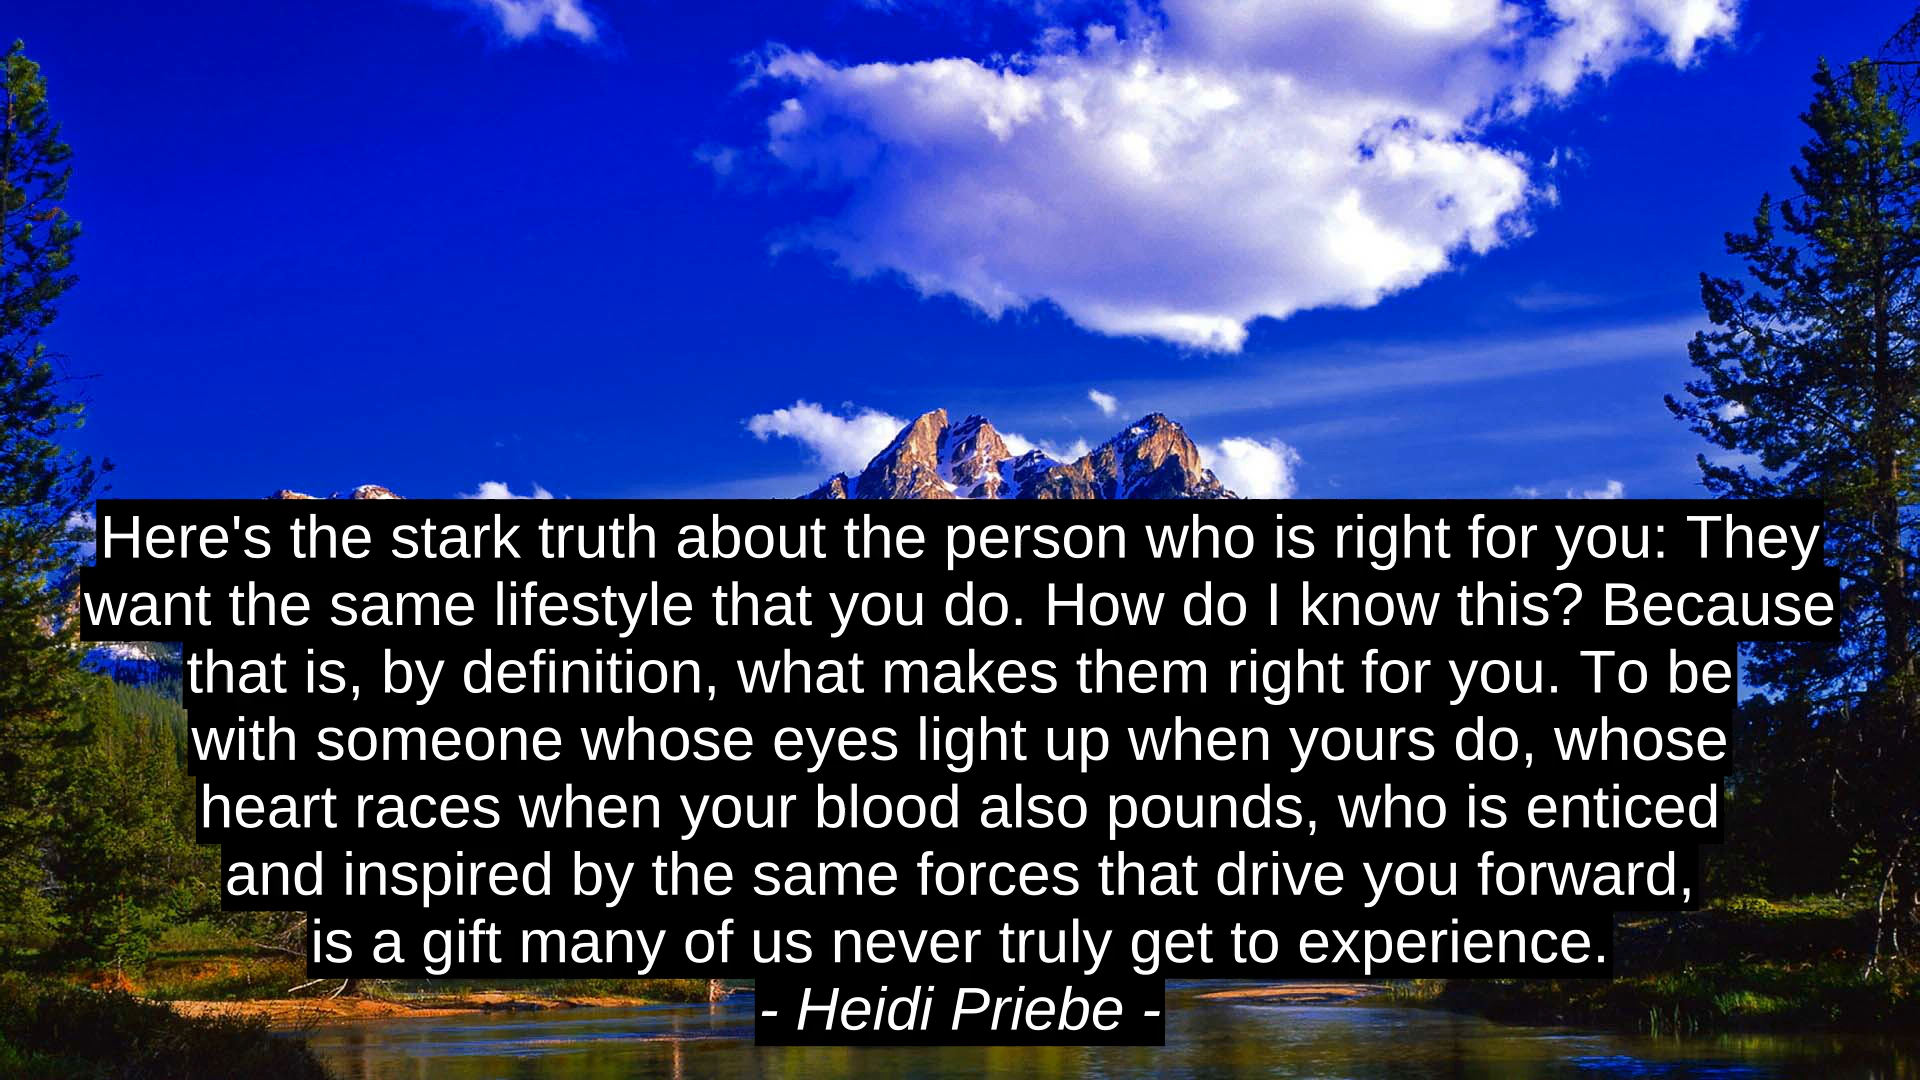 Here's the stark truth about the person who is right for you: They
want the same lifestyle that you do. How do I know this? Because
that is, by definition, what makes them right for you. To be
with someone whose eyes light up when yours do, whose
heart races when your blood also pounds, who is enticed
and inspired by the same forces that drive you forward,
is a gift many of us never truly get to experience.
- Heidi Priebe -